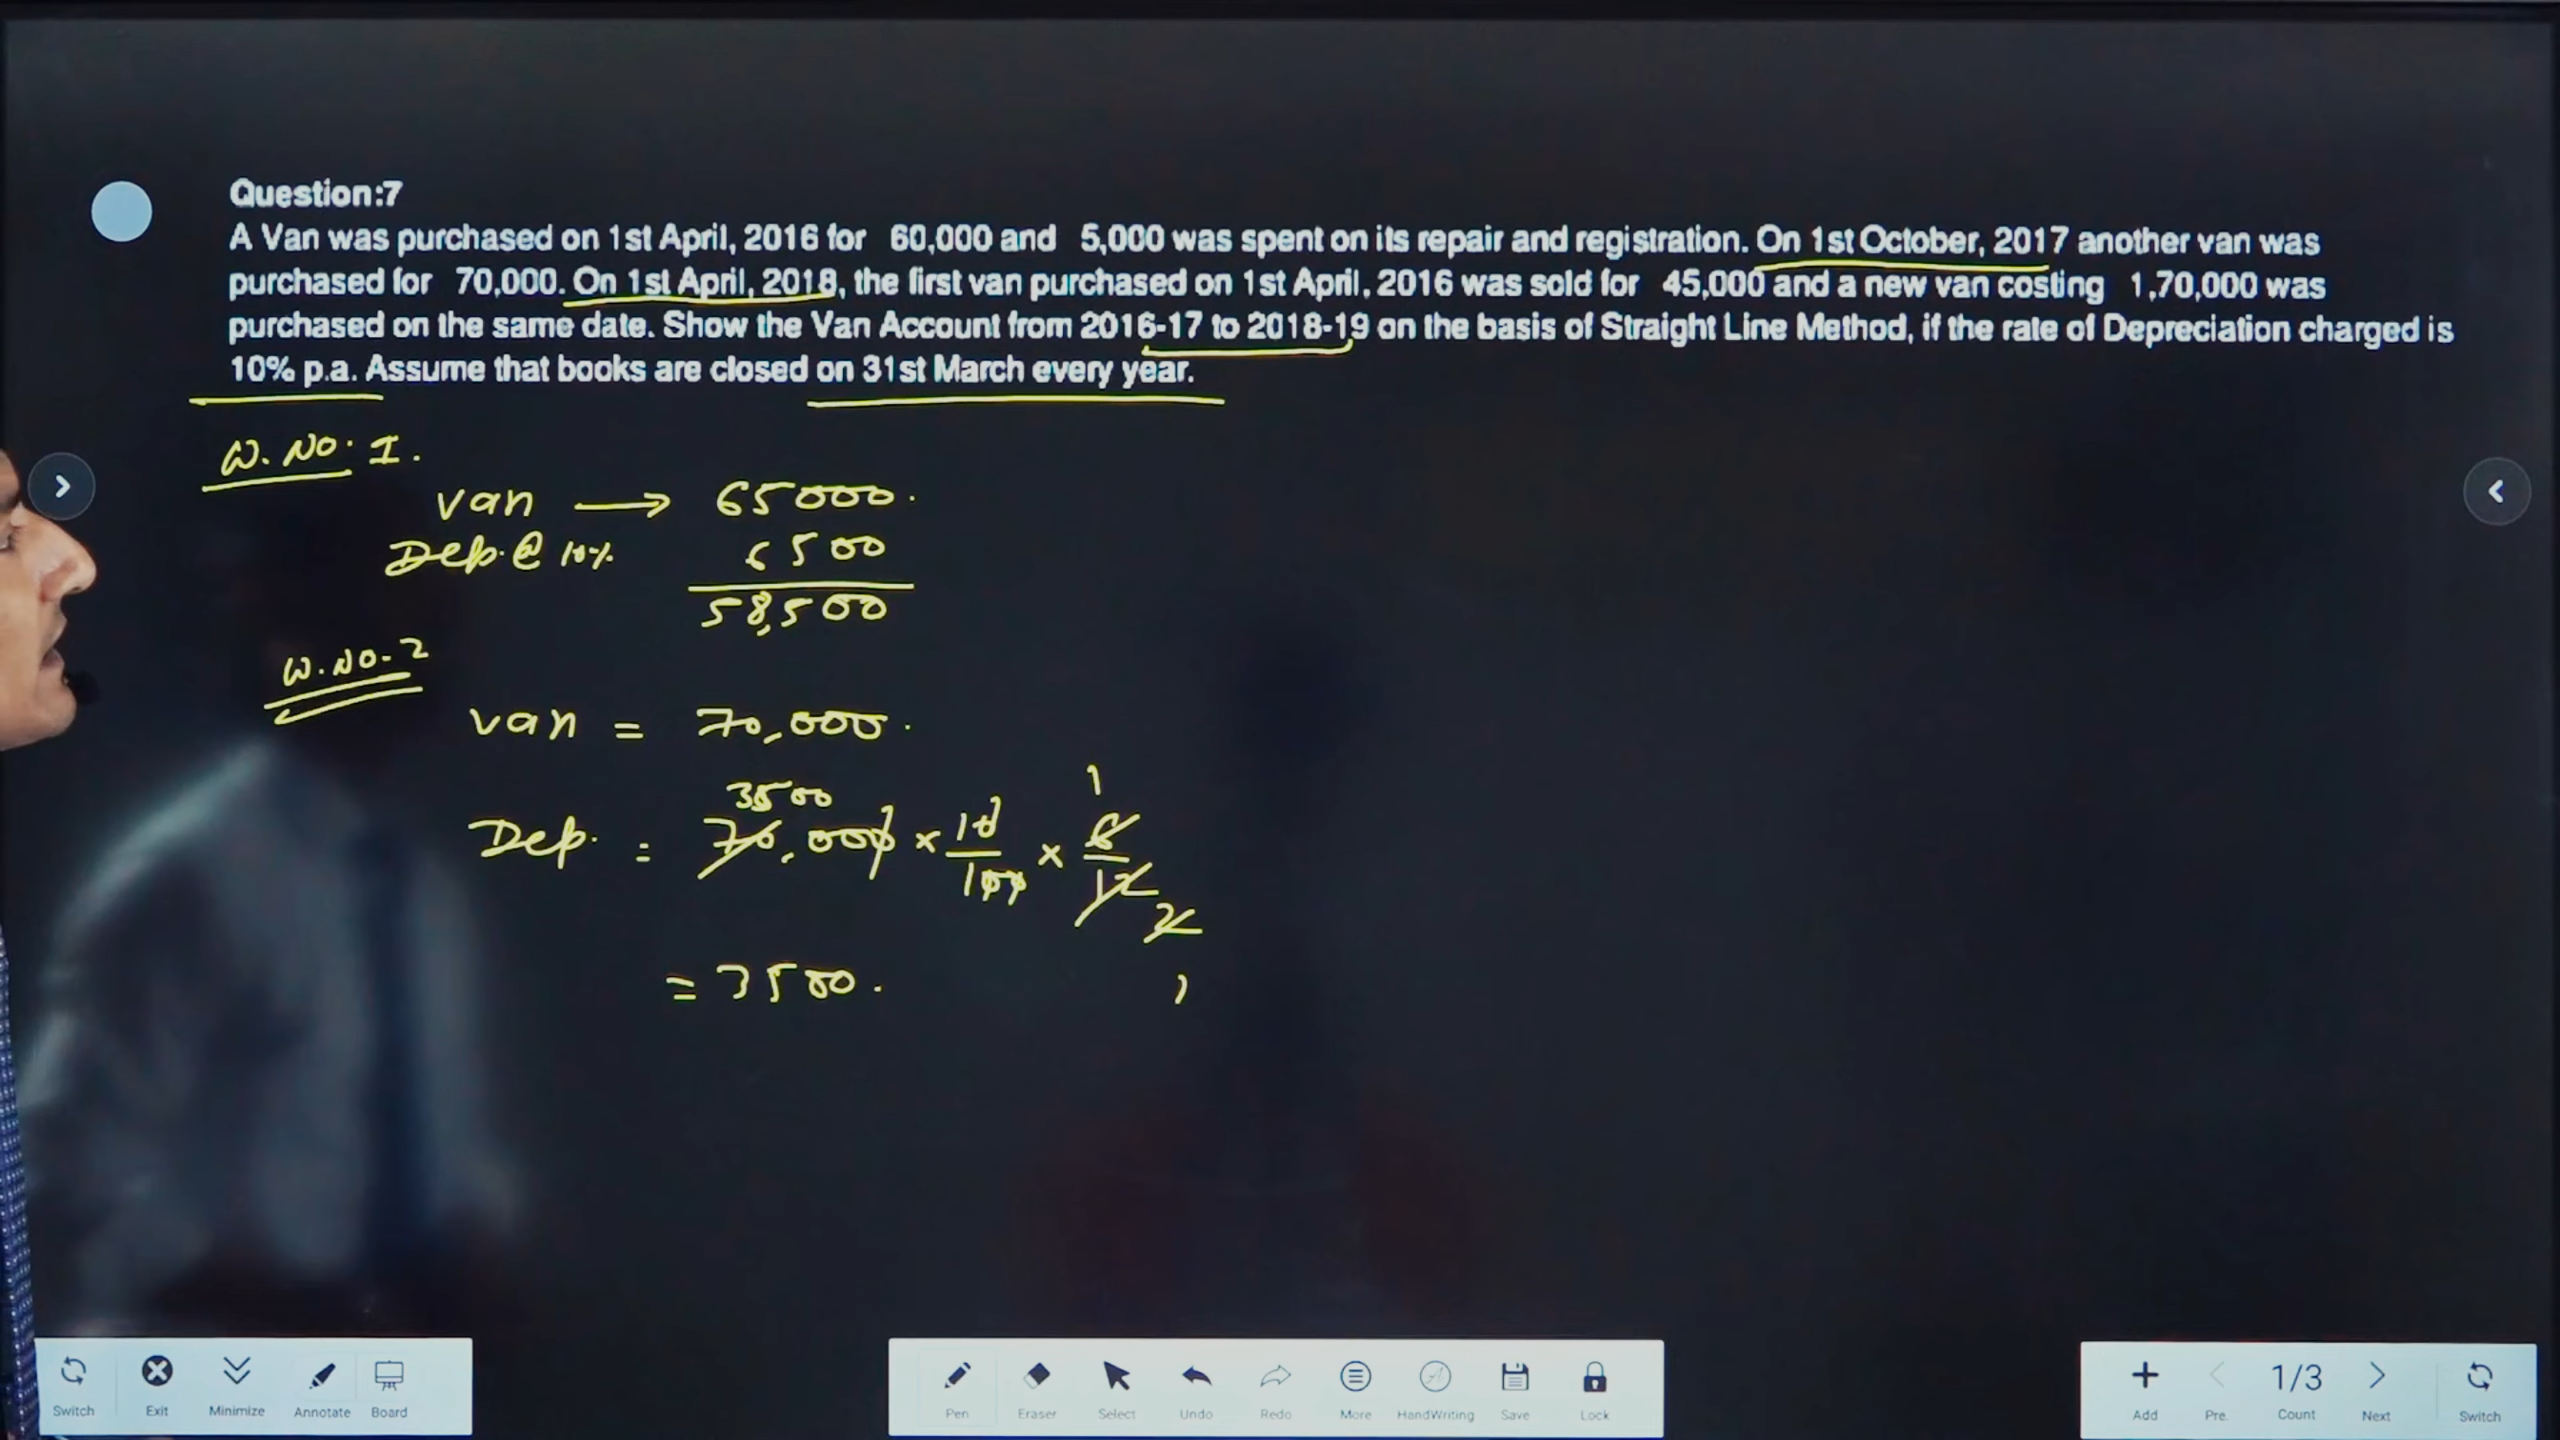 Question:7
A Van was purchased on 1st April, 2016 for 60,000 and 5,000 was spent on its repair and registration. On 1st October, 2017 another van was
purchased for 70,000. On 1st April, 2018, the first van purchased on 1st April, 2016 was sold for 45,000 and a new van costing 1,70,000 was
purchased on the same date. Show the Van Account from 2016-17 to 2018-19 on the basis of Straight Line Method, if the rate of Depreciation charged is
10% p.a. Assume that books are closed on 31st March every year.
W. NO. I.
Van → 65000.
Dep. @ 10% 6500
58,500
W. NO. 2
Van = 70,000.
3500 1
Dep. = 70,000 × 10/100 × 6/12
2
= 3500. 1
Switch Exit Minimize Annotate Board
Pen Eraser Select Undo Redo More HandWriting Save Lock
1/3
Add Pre. Count Next Switch